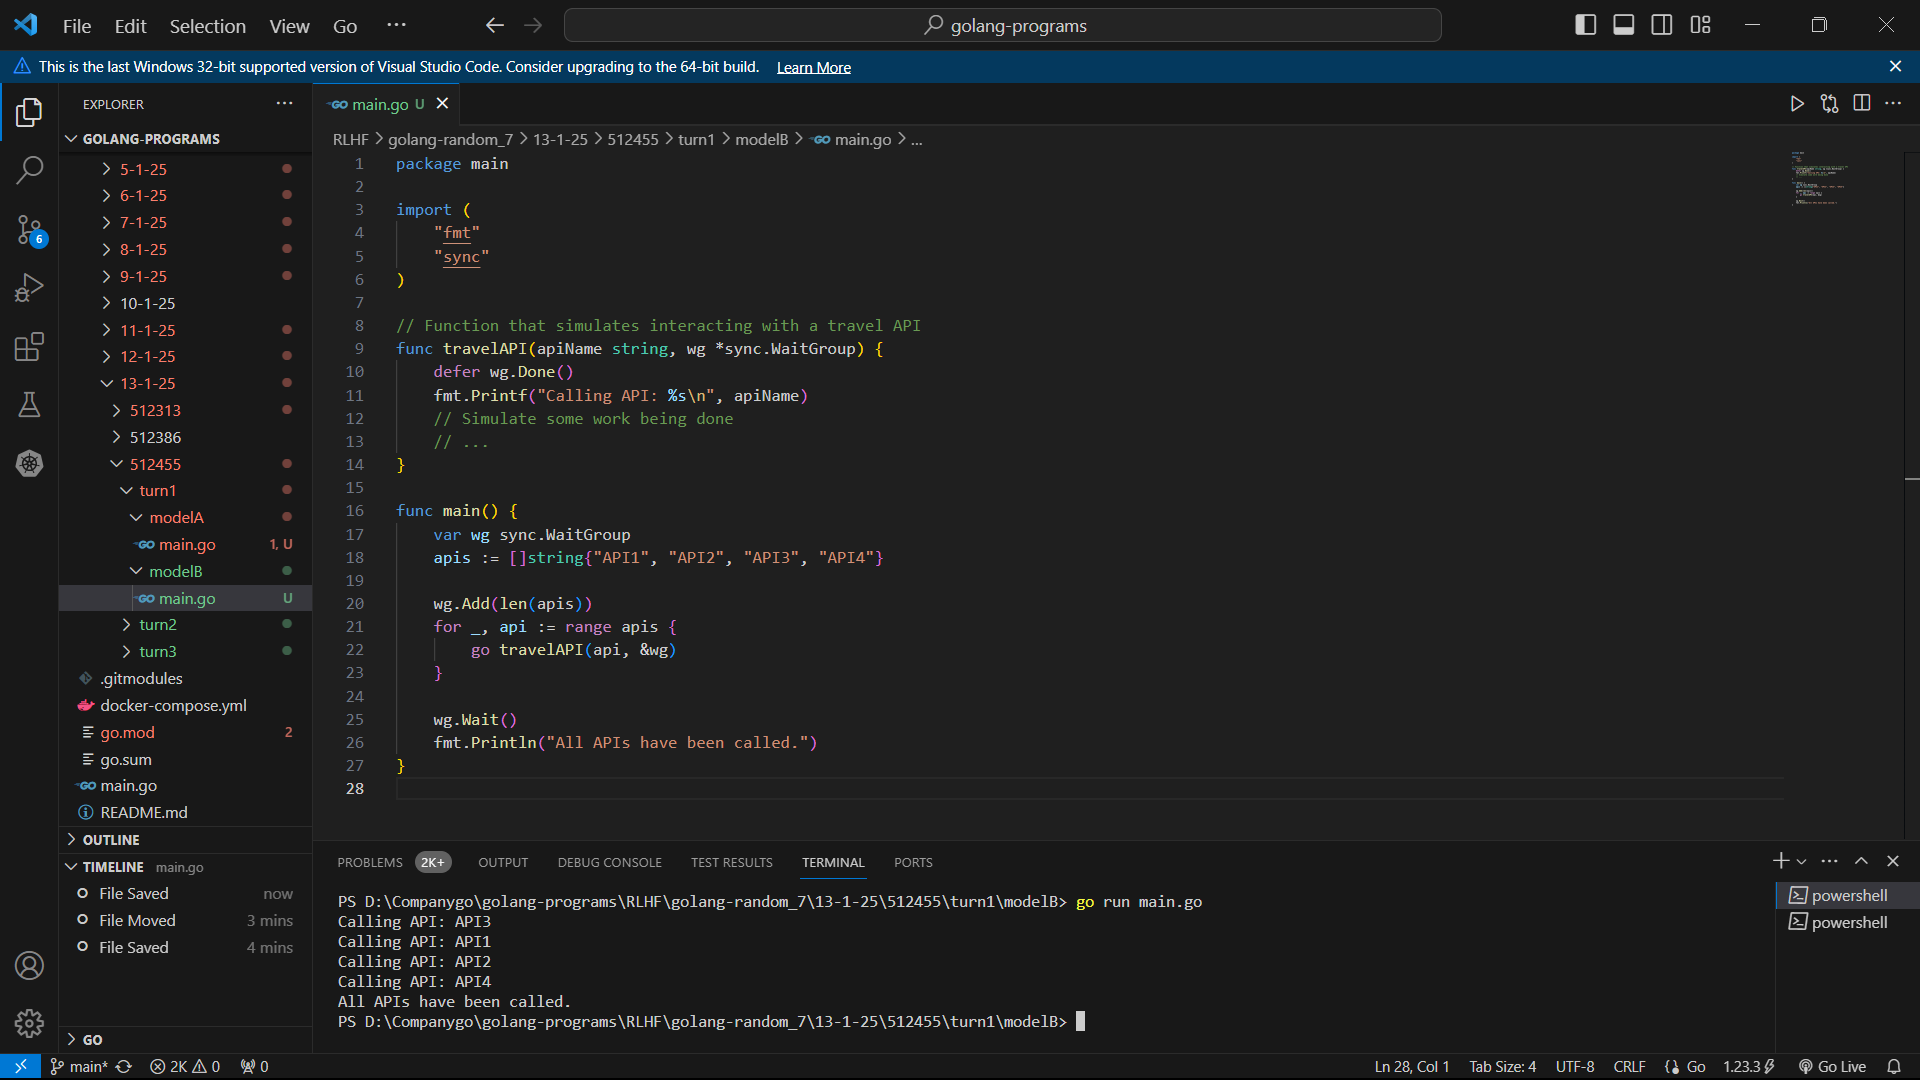 File Edit Selection View Go ··· golang-programs
This is the last Windows 32-bit supported version of Visual Studio Code. Consider upgrading to the 64-bit build. Learn More
EXPLORER
GOLANG-PROGRAMS
5-1-25
6-1-25
7-1-25
8-1-25
9-1-25
10-1-25
11-1-25
12-1-25
13-1-25
512313
512386
512455
turn1
modelA
main.go 1, U
modelB
main.go U
turn2
turn3
.gitmodules
docker-compose.yml
go.mod 2
go.sum
main.go
README.md
OUTLINE
TIMELINE main.go
File Saved now
File Moved 3 mins
File Saved 4 mins
GO
6
main.go U
RLHF > golang-random_7 > 13-1-25 > 512455 > turn1 > modelB > main.go > ...
1 package main
2
3 import (
4 "fmt"
5 "sync"
6 )
7
8 // Function that simulates interacting with a travel API
9 func travelAPI(apiName string, wg *sync.WaitGroup) {
10 defer wg.Done()
11 fmt.Printf("Calling API: %s\n", apiName)
12 // Simulate some work being done
13 // ...
14 }
15
16 func main() {
17 var wg sync.WaitGroup
18 apis := []string{"API1", "API2", "API3", "API4"}
19
20 wg.Add(len(apis))
21 for _, api := range apis {
22 go travelAPI(api, &wg)
23 }
24
25 wg.Wait()
26 fmt.Println("All APIs have been called.")
27 }
28
PROBLEMS 2K+ OUTPUT DEBUG CONSOLE TEST RESULTS TERMINAL PORTS
PS D:\Companygo\golang-programs\RLHF\golang-random_7\13-1-25\512455\turn1\modelB> go run main.go
Calling API: API3
Calling API: API1
Calling API: API2
Calling API: API4
All APIs have been called.
PS D:\Companygo\golang-programs\RLHF\golang-random_7\13-1-25\512455\turn1\modelB>
powershell
powershell
main* 2K 0 0 Ln 28, Col 1 Tab Size: 4 UTF-8 CRLF Go 1.23.3 Go Live